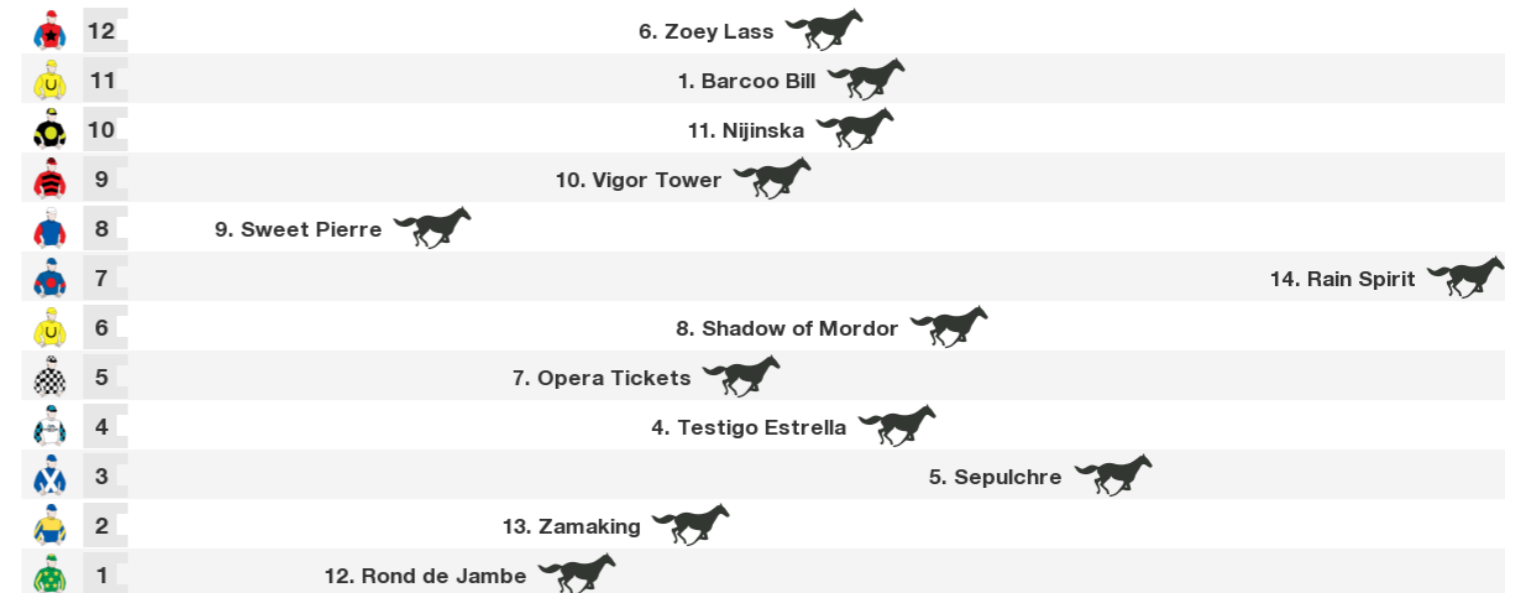 12 6. Zoey Lass
11 1. Barcoo Bill
10 11. Nijinska
9 10. Vigor Tower
8 9. Sweet Pierre
7 14. Rain Spirit
6 8. Shadow of Mordor
5 7. Opera Tickets
4 4. Testigo Estrella
3 5. Sepulchre
2 13. Zamaking
1 12. Rond de Jambe